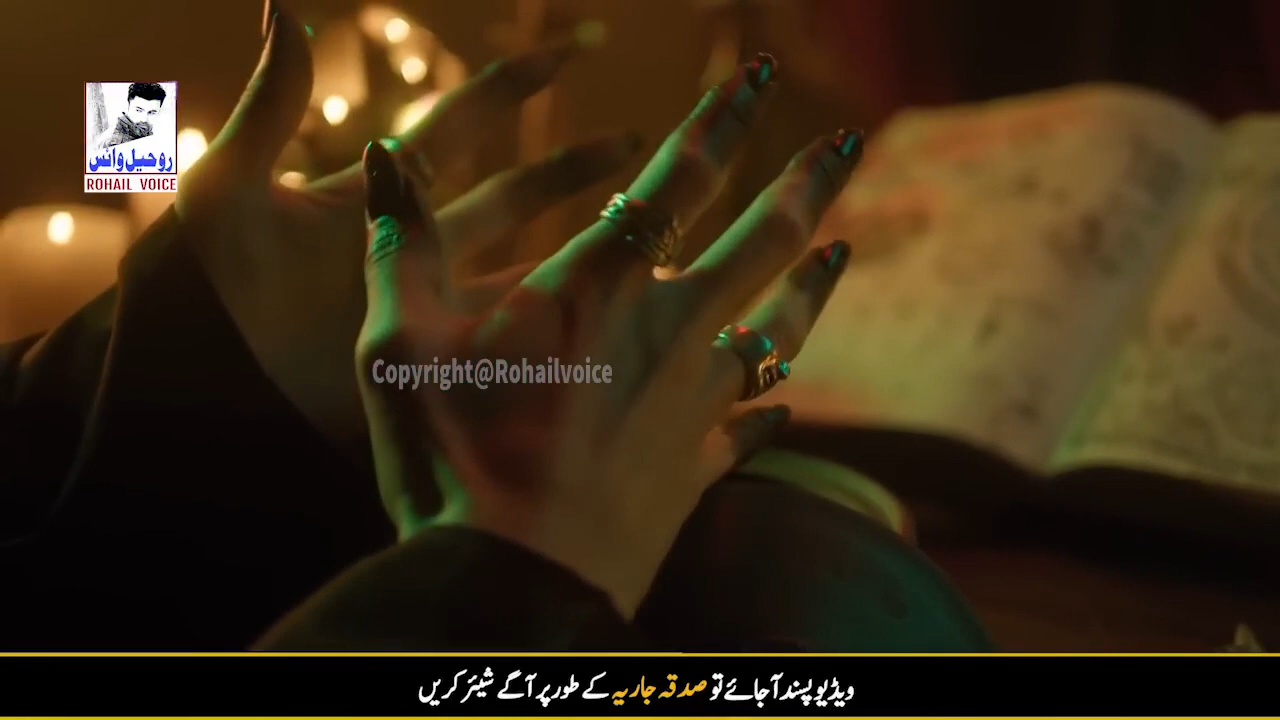 روحیل وائس
ROHAIL VOICE
Copyright@Rohailvoice
ویڈیو پسند آجائے تو صدقہ جاریہ کے طور پر آگے شیئر کریں